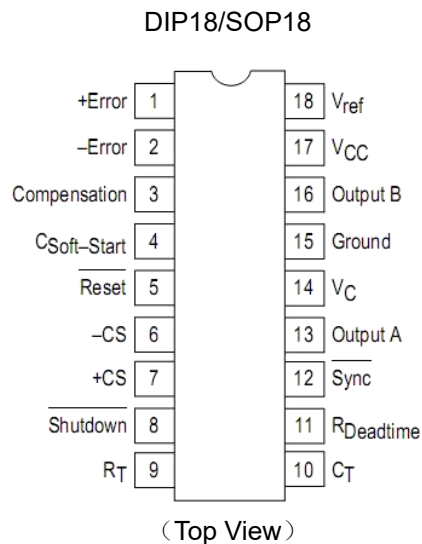 DIP18/SOP18
+Error 1 18 Vref
–Error 2 17 VCC
Compensation 3 16 Output B
CSoft–Start 4 15 Ground
Reset 5 14 VC
–CS 6 13 Output A
+CS 7 12 Sync
Shutdown 8 11 RDeadtime
RT 9 10 CT
（Top View）